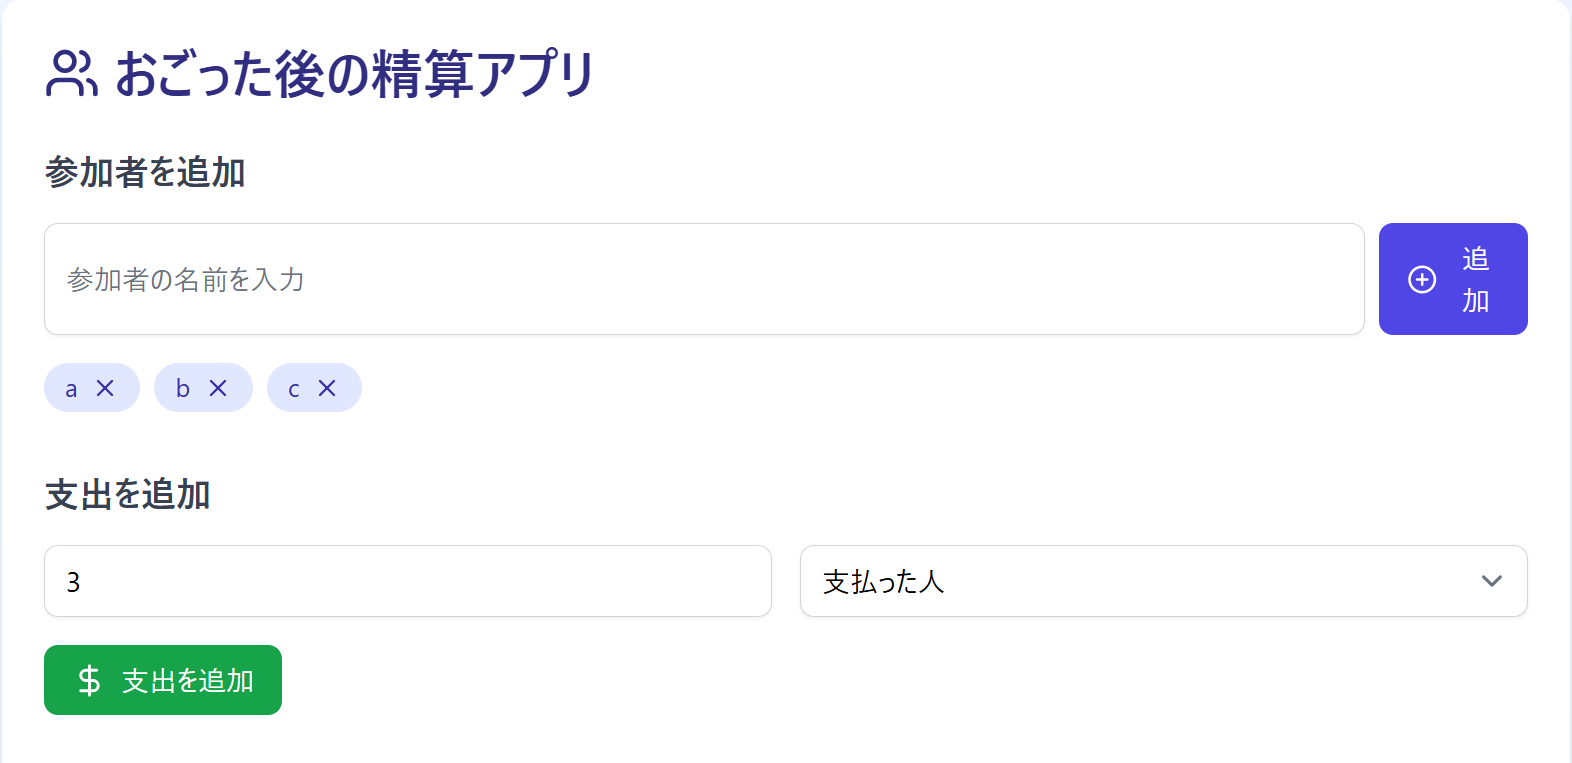 おごった後の精算アプリ
参加者を追加
参加者の名前を入力
追
加
a
b
c
支出を追加
3
支払った人
$ 支出を追加